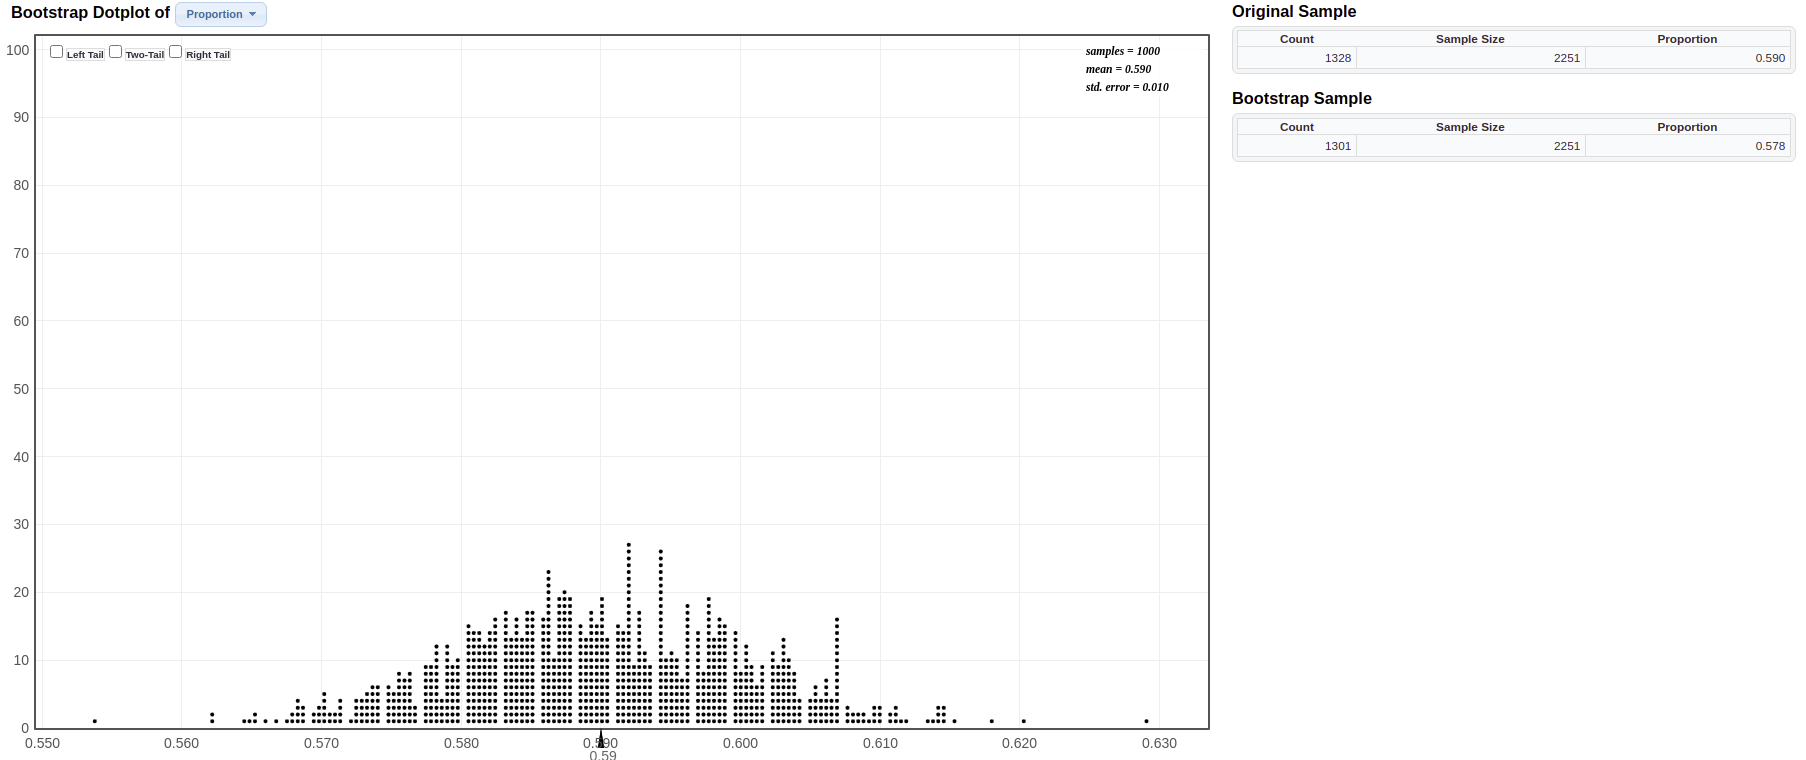 Bootstrap Dotplot of Proportion
Left Tail Two-Tail Right Tail
samples = 1000
mean = 0.590
std. error = 0.010
100
90
80
70
60
50
40
30
20
10
0
0.550 0.560 0.570 0.580 0.590 0.600 0.610 0.620 0.630
0.59
Original Sample
Count Sample Size Proportion
1328 2251 0.590
Bootstrap Sample
Count Sample Size Proportion
1301 2251 0.578